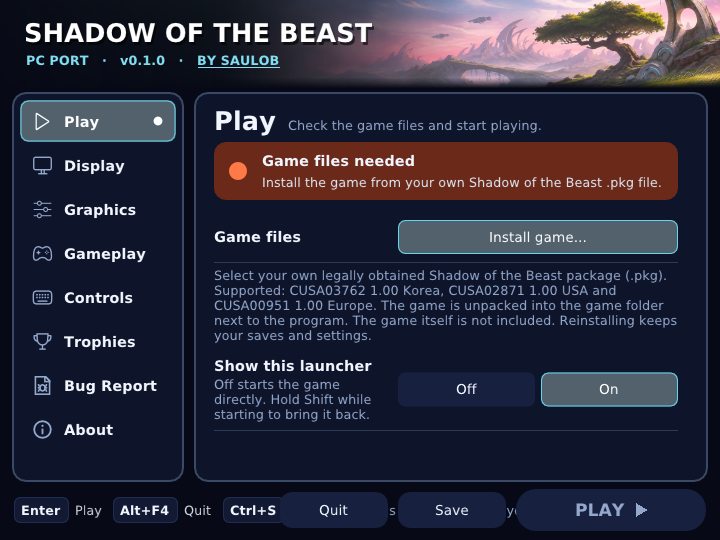 SHADOW OF THE BEAST
PC PORT · v0.1.0 · BY SAULOB
Play
Display
Graphics
Gameplay
Controls
Trophies
Bug Report
About
Play Check the game files and start playing.
Game files needed
Install the game from your own Shadow of the Beast .pkg file.
Game files
Install game...
Select your own legally obtained Shadow of the Beast package (.pkg).
Supported: CUSA03762 1.00 Korea, CUSA02871 1.00 USA and
CUSA00951 1.00 Europe. The game is unpacked into the game folder
next to the program. The game itself is not included. Reinstalling keeps
your saves and settings.
Show this launcher
Off starts the game
directly. Hold Shift while
starting to bring it back.
Off On
Enter Play Alt+F4 Quit Ctrl+S Quit Save PLAY